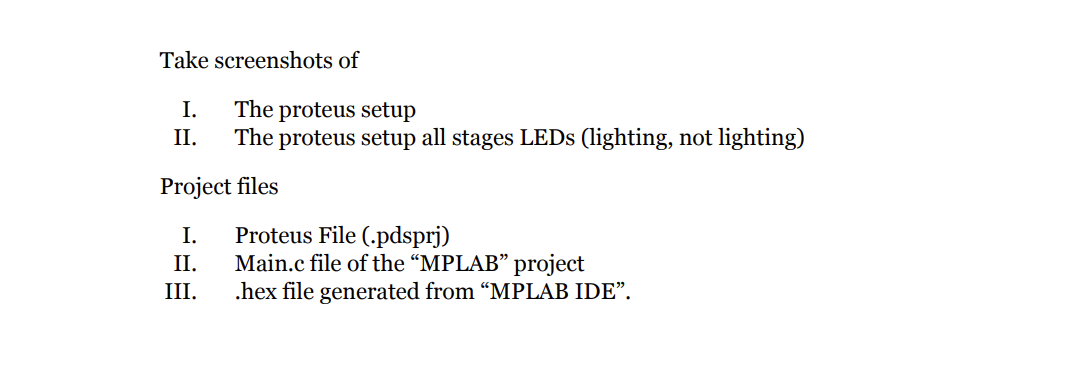 Take screenshots of
I. The proteus setup
II. The proteus setup all stages LEDs (lighting, not lighting)
Project files
I. Proteus File (.pdsprj)
II. Main.c file of the “MPLAB” project
III. .hex file generated from “MPLAB IDE”.